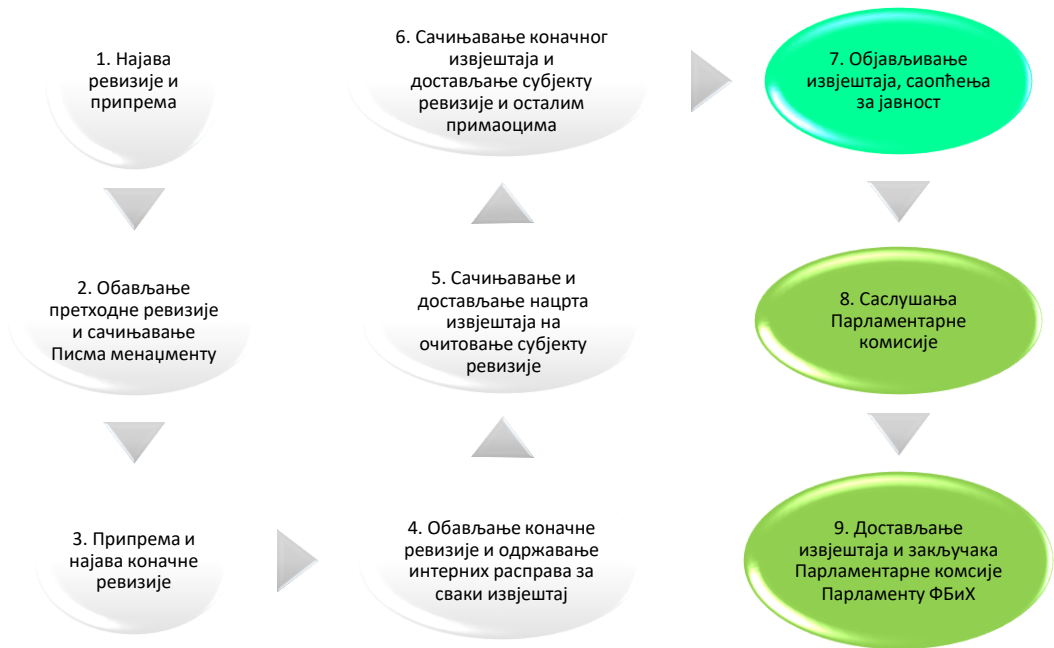 1. Најава
ревизије и
припрема
2. Обављање
претходне ревизије
и сачињавање
Писма менаџменту
3. Припрема и
најава коначне
ревизије
4. Обављање коначне
ревизије и одржавање
интерних расправа за
сваки извјештај
5. Сачињавање и
достављање нацрта
извјештаја на
очитовање субјекту
ревизије
6. Сачињавање коначног
извјештаја и
достављање субјекту
ревизије и осталим
примаоцима
7. Објављивање
извјештаја, саопћења
за јавност
8. Саслушања
Парламентарне
комисије
9. Достављање
извјештаја и закључака
Парламентарне комсије
Парламенту ФБиХ